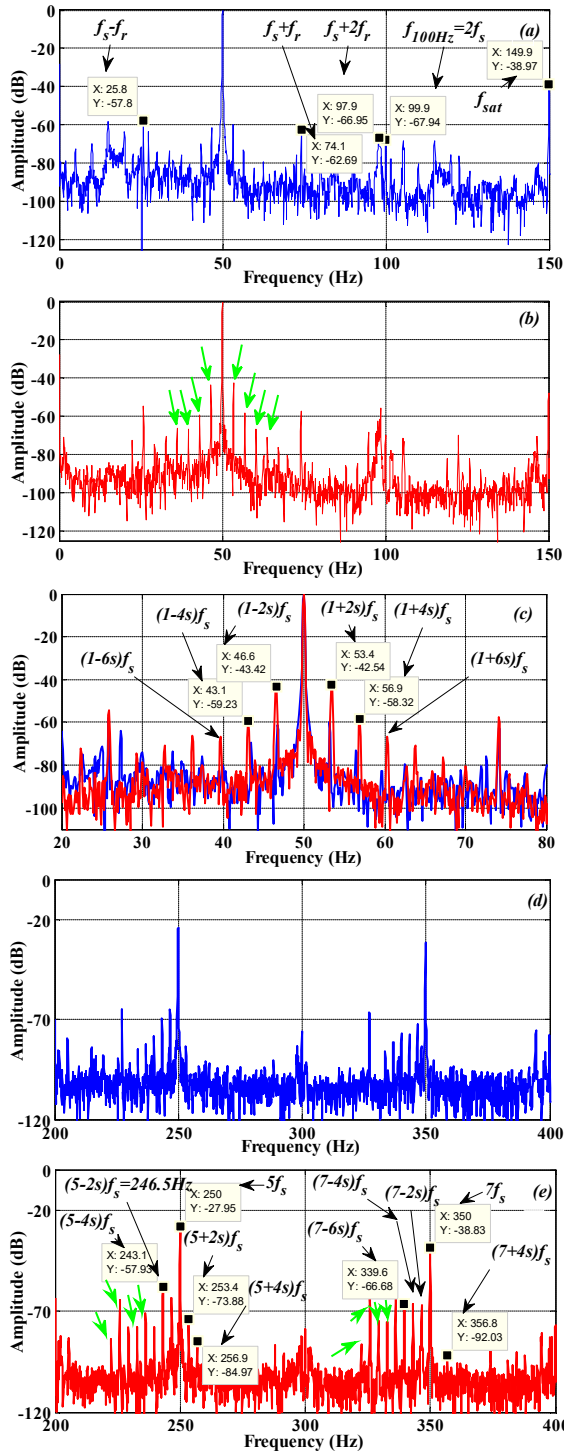 fs-fr
fs+fr
fs+2fr
f100Hz=2fs
(a)
X: 149.9
Y: -38.97
X: 25.8
Y: -57.8
X: 97.9
Y: -66.95
X: 99.9
Y: -67.94
fsat
X: 74.1
Y: -62.69
Amplitude (dB)
0
-20
-40
-60
-80
-100
-120
0 50 100 150
Frequency (Hz)
(b)
Amplitude (dB)
0
-20
-40
-60
-80
-100
-120
0 50 100 150
Frequency (Hz)
(c)
(1-4s)fs
(1-2s)fs
(1+2s)fs
(1+4s)fs
(1-6s)fs
(1+6s)fs
X: 46.6
Y: -43.42
X: 53.4
Y: -42.54
X: 43.1
Y: -59.23
X: 56.9
Y: -58.32
Amplitude (dB)
0
-20
-40
-60
-80
-100
20 30 40 50 60 70 80
Frequency (Hz)
(d)
Amplitude (dB)
0
-20
-70
-120
200 250 300 350 400
Frequency (Hz)
(e)
(5-2s)fs=246.5Hz
5fs
(7-4s)fs
(7-2s)fs
7fs
X: 250
Y: -27.95
(5-4s)fs
(5+2s)fs
(7-6s)fs
X: 350
Y: -38.83
X: 243.1
Y: -57.93
X: 253.4
Y: -73.88
(5+4s)fs
X: 339.6
Y: -66.68
(7+4s)fs
X: 256.9
Y: -84.97
X: 356.8
Y: -92.03
Amplitude (dB)
0
-20
-70
-120
200 250 300 350 400
Frequency (Hz)